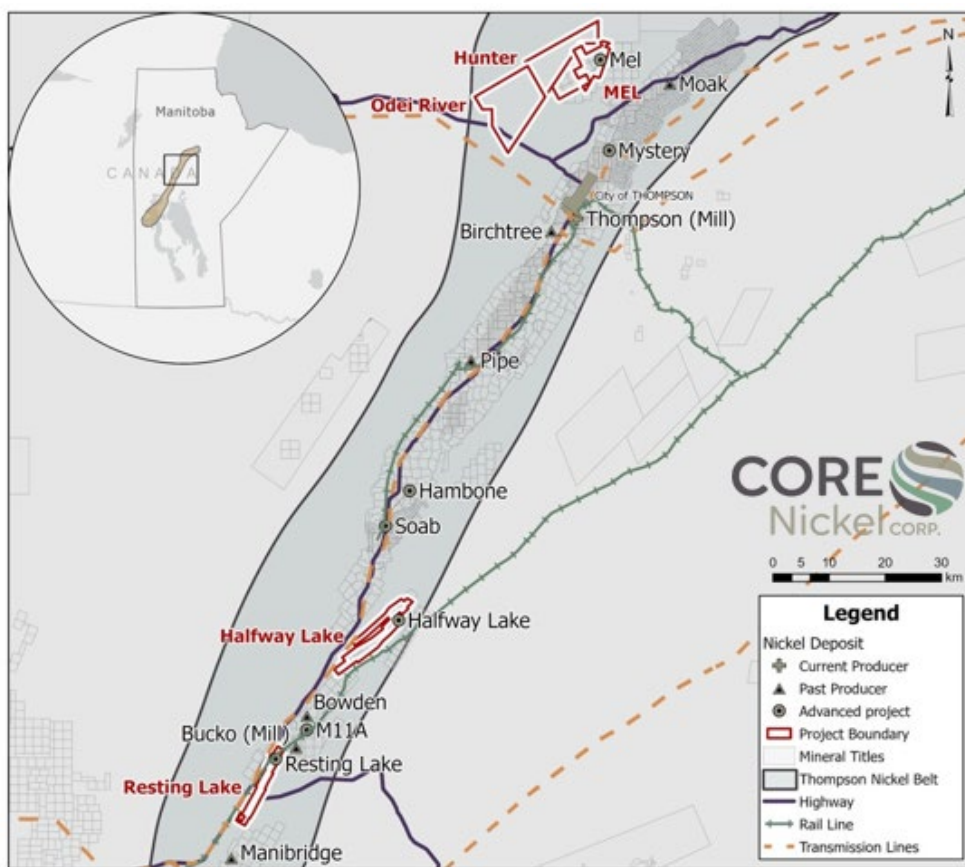 Hunter
Mel
MEL
Moak
Odei River
N
Manitoba
CANADA
Mystery
City of THOMPSON
Thompson (Mill)
Birchtree
Pipe
Hambone
Soab
CORE
Nickel CORP.
0 5 10 20 30
km
Halfway Lake
Halfway Lake
Bowden
Bucko (Mill)
M11A
Resting Lake
Resting Lake
Manibridge
Legend
Nickel Deposit
Current Producer
Past Producer
Advanced project
Project Boundary
Mineral Titles
Thompson Nickel Belt
Highway
Rail Line
Transmission Lines